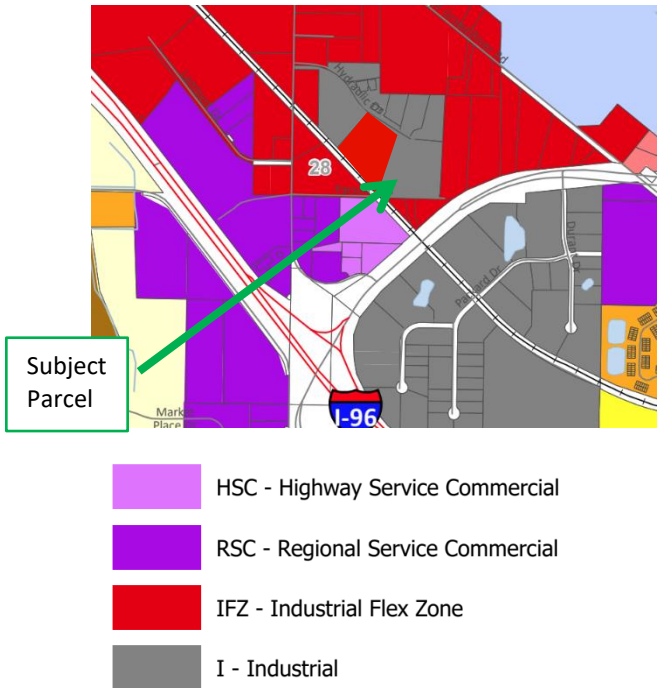 Hydraulic Dr
28
Subject
Parcel
Paryard Dr
Durant Dr
Market
Place
I-96
HSC - Highway Service Commercial
RSC - Regional Service Commercial
IFZ - Industrial Flex Zone
I - Industrial